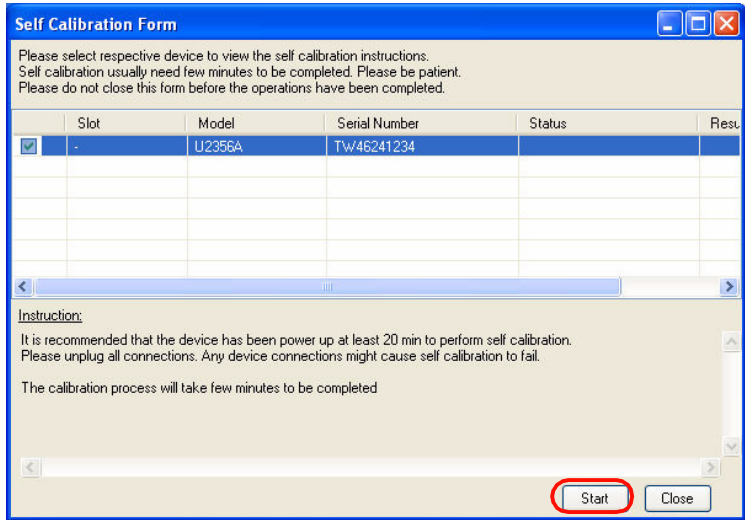 Self Calibration Form
Please select respective device to view the self calibration instructions.
Self calibration usually need few minutes to be completed. Please be patient.
Please do not close this form before the operations have been completed.
Slot Model Serial Number Status Resu
- U2356A TW46241234
Instruction:
It is recommended that the device has been power up at least 20 min to perform self calibration.
Please unplug all connections. Any device connections might cause self calibration to fail.
The calibration process will take few minutes to be completed
Start Close